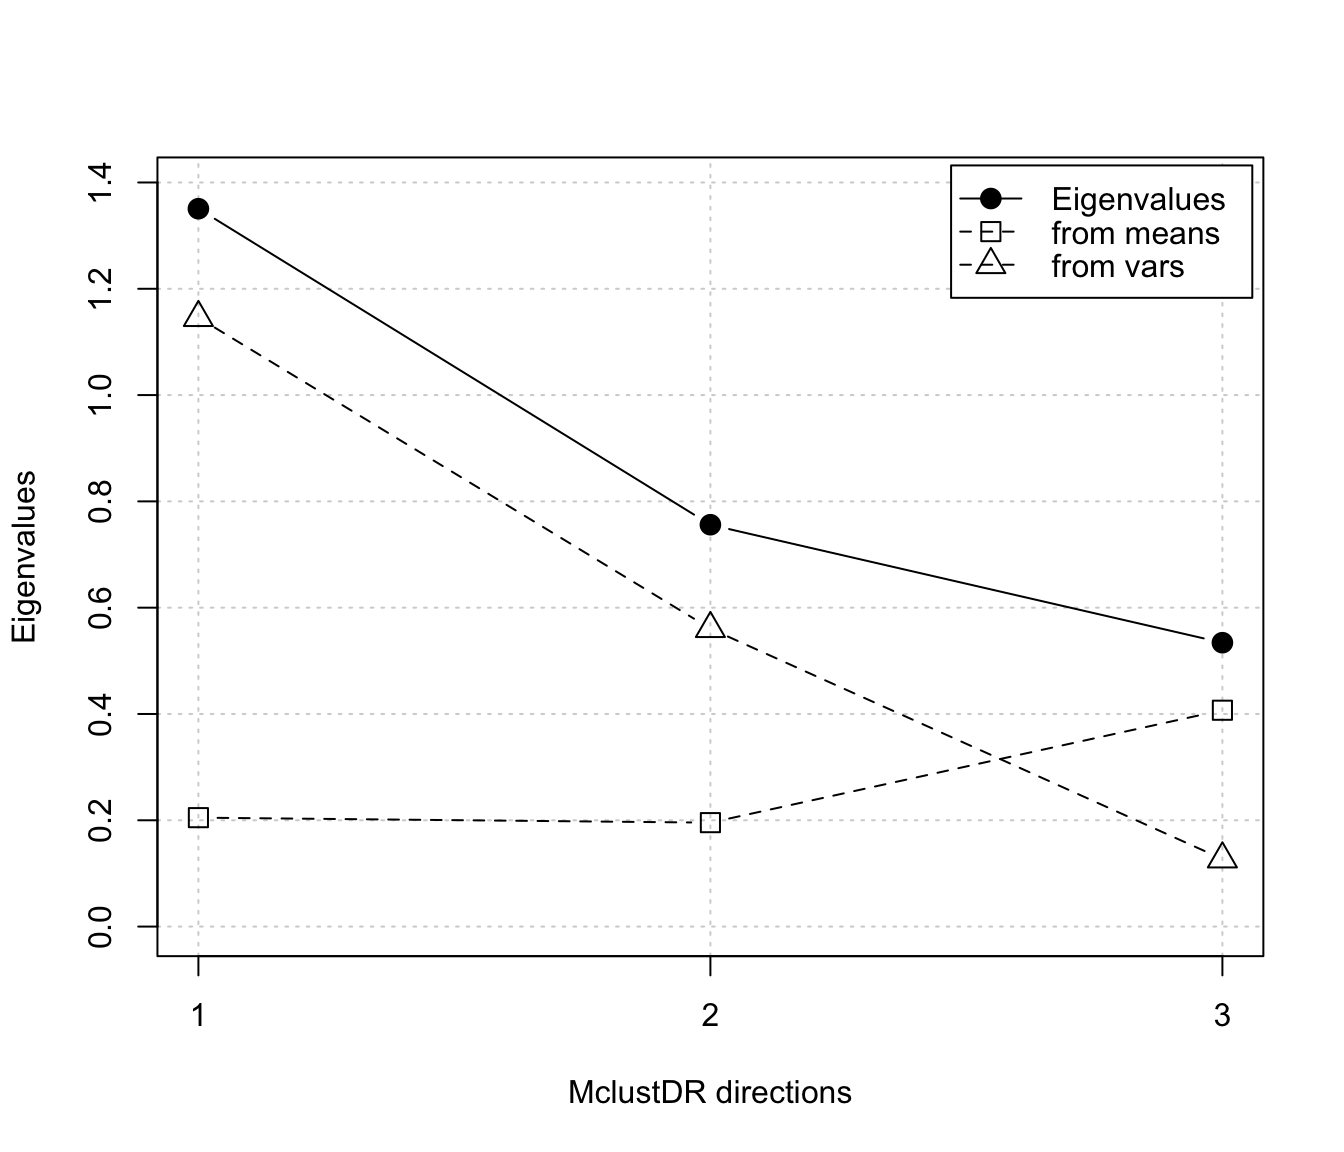 Eigenvalues
from means
from vars
1.4
1.2
1.0
0.8
0.6
0.4
0.2
0.0
Eigenvalues
1
2
3
MclustDR directions